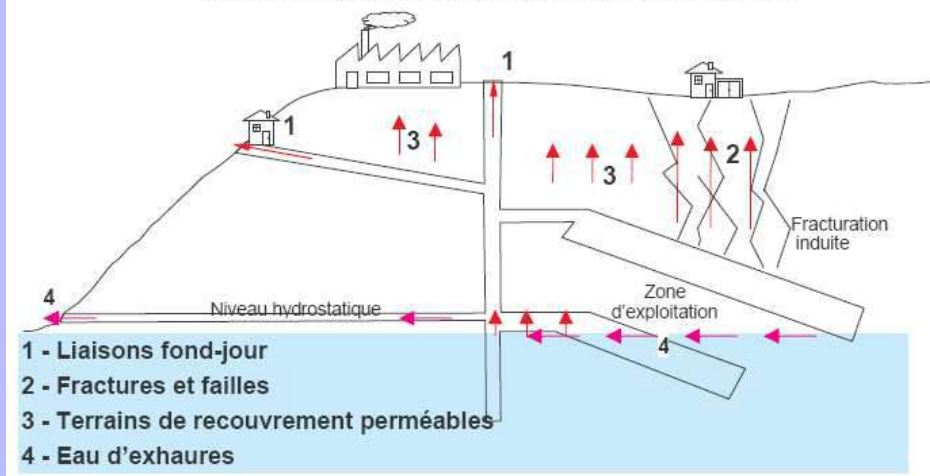 1
1
3
2
3
Fracturation
induite
4
Niveau hydrostatique
Zone
d'exploitation
4
1 - Liaisons fond-jour
2 - Fractures et failles
3 - Terrains de recouvrement perméables
4 - Eau d'exhaures